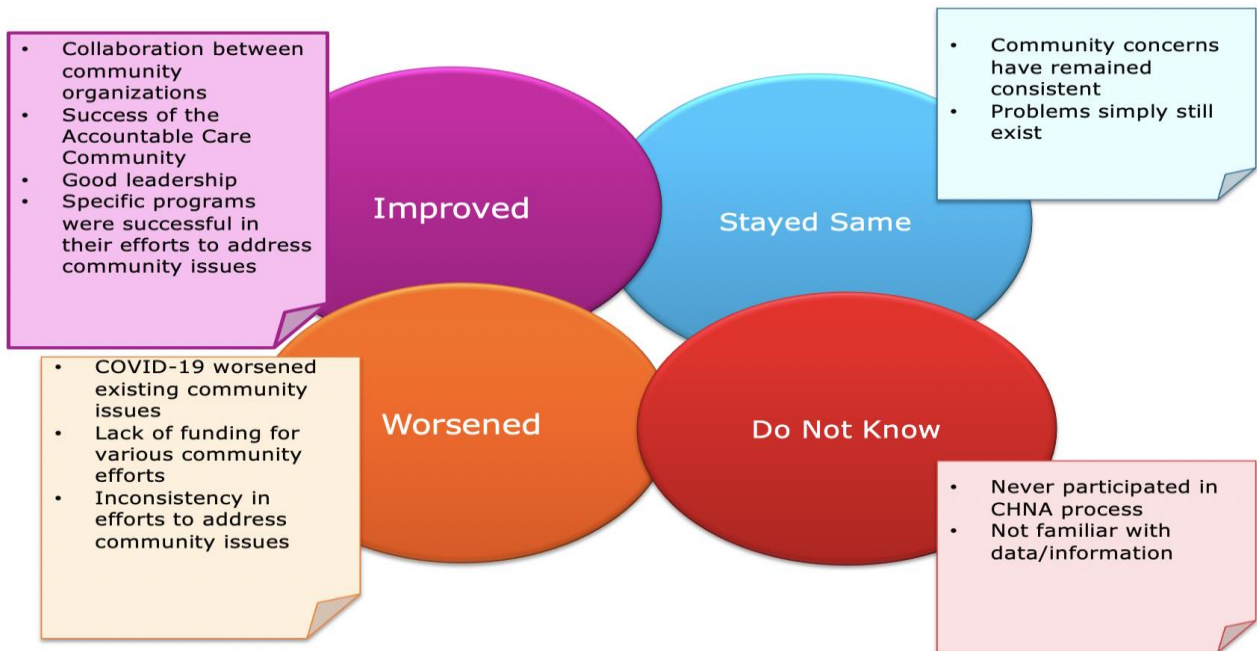 • Collaboration between
community
organizations
• Success of the
Accountable Care
Community
• Good leadership
• Specific programs
were successful in
their efforts to address
community issues
Improved
Stayed Same
• Community concerns
have remained
consistent
• Problems simply still
exist
• COVID-19 worsened
existing community
issues
• Lack of funding for
various community
efforts
• Inconsistency in
efforts to address
community issues
Worsened
Do Not Know
• Never participated in
CHNA process
• Not familiar with
data/information